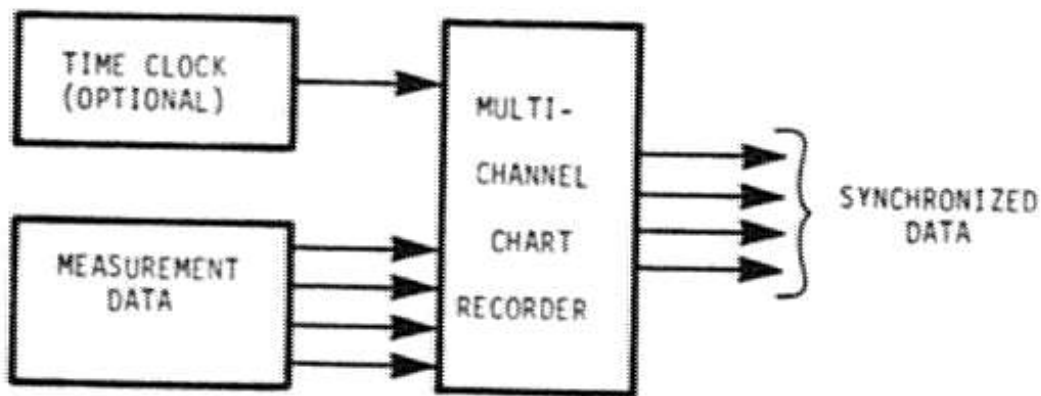 TIME CLOCK
(OPTIONAL)
MULTI-
CHANNEL
CHART
RECORDER
MEASUREMENT
DATA
SYNCHRONIZED
DATA